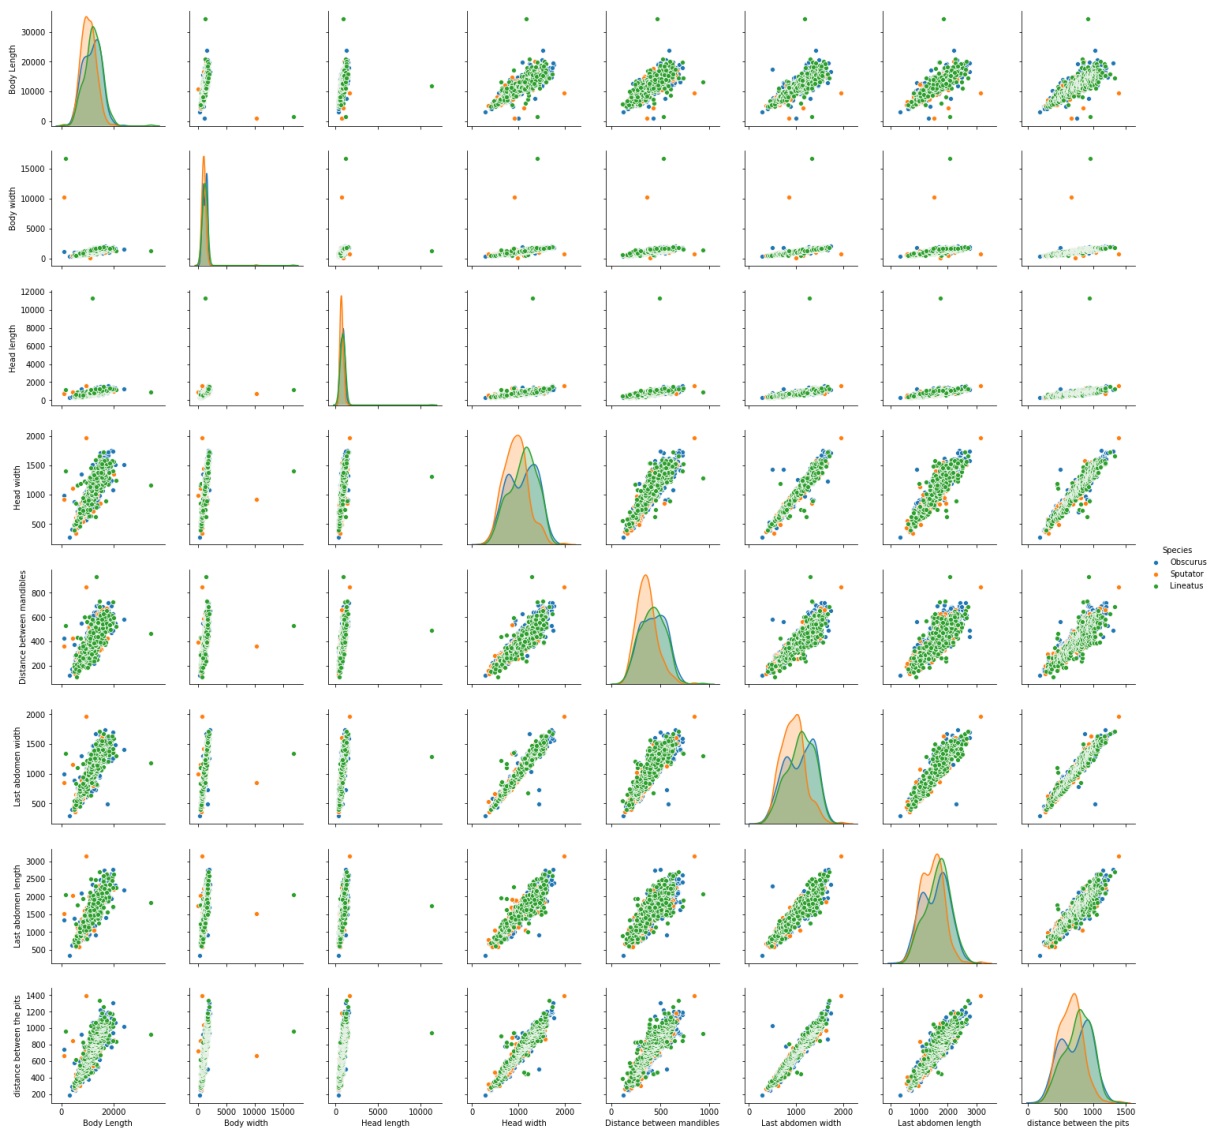 30000
20000
10000
0
Body Length
15000
10000
5000
0
Body width
12000
10000
8000
6000
4000
2000
0
Head length
2000
1500
1000
500
Head width
800
600
400
200
Distance between mandibles
Species
Obscurus
Sputator
Lineatus
2000
1500
1000
500
Last abdomen width
3000
2500
2000
1500
1000
500
Last abdomen length
1400
1200
1000
800
600
400
200
distance between the pits
0 20000
0 5000 10000 15000
0 5000 10000
0 1000 2000
0 500 1000
0 1000 2000
0 1000 2000 3000
0 500 1000 1500
Body Length
Body width
Head length
Head width
Distance between mandibles
Last abdomen width
Last abdomen length
distance between the pits